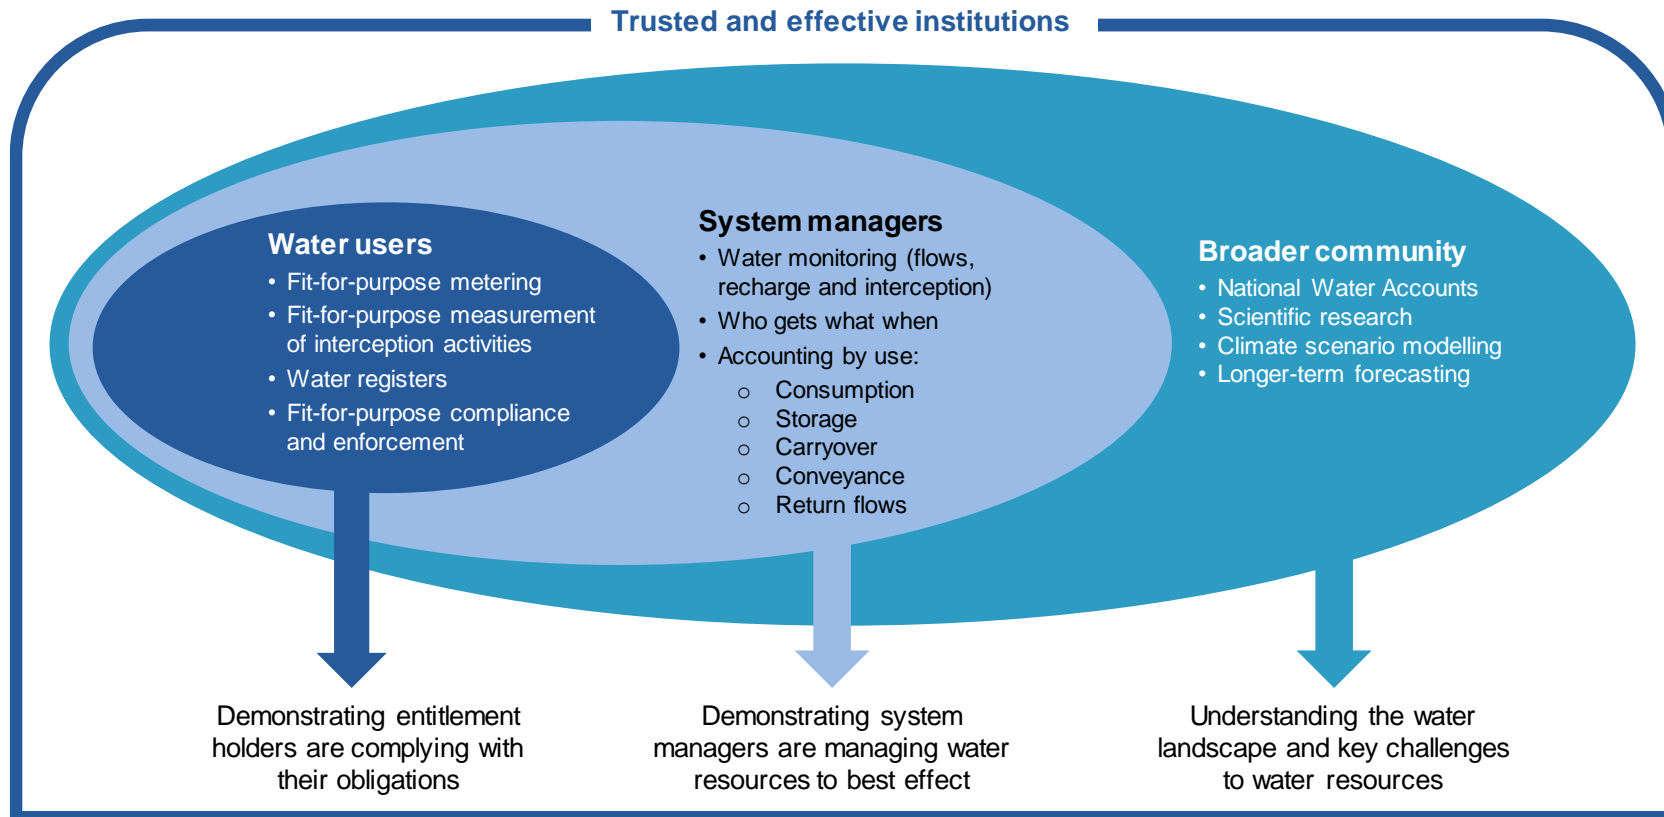 Trusted and effective institutions
Water users
• Fit-for-purpose metering
• Fit-for-purpose measurement
of interception activities
• Water registers
• Fit-for-purpose compliance
and enforcement
System managers
• Water monitoring (flows,
recharge and interception)
• Who gets what when
• Accounting by use:
o Consumption
o Storage
o Carryover
o Conveyance
o Return flows
Broader community
• National Water Accounts
• Scientific research
• Climate scenario modelling
• Longer-term forecasting
Demonstrating entitlement
holders are complying with
their obligations
Demonstrating system
managers are managing water
resources to best effect
Understanding the water
landscape and key challenges
to water resources